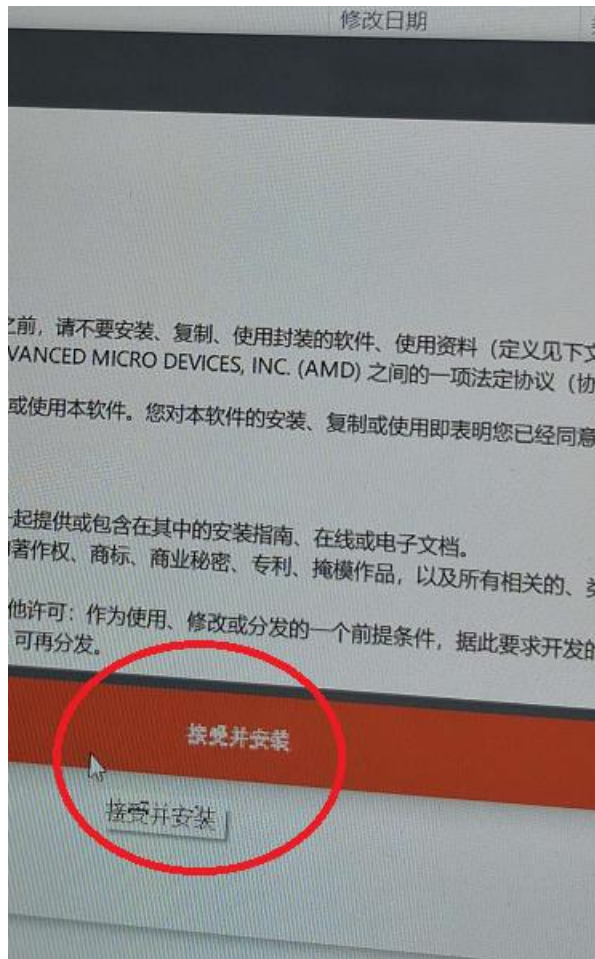 修改日期
之前，请不要安装、复制、使用封装的软件、使用资料（定义见下文
VANCED MICRO DEVICES, INC. (AMD) 之间的一项法定协议（协
或使用本软件。您对本软件的安装、复制或使用即表明您已经同意
一起提供或包含在其中的安装指南、在线或电子文档。
著作权、商标、商业秘密、专利、掩模作品，以及所有相关的、类
他许可：作为使用、修改或分发的一个前提条件，据此要求开发的
可再分发。
接受并安装
接受并安装